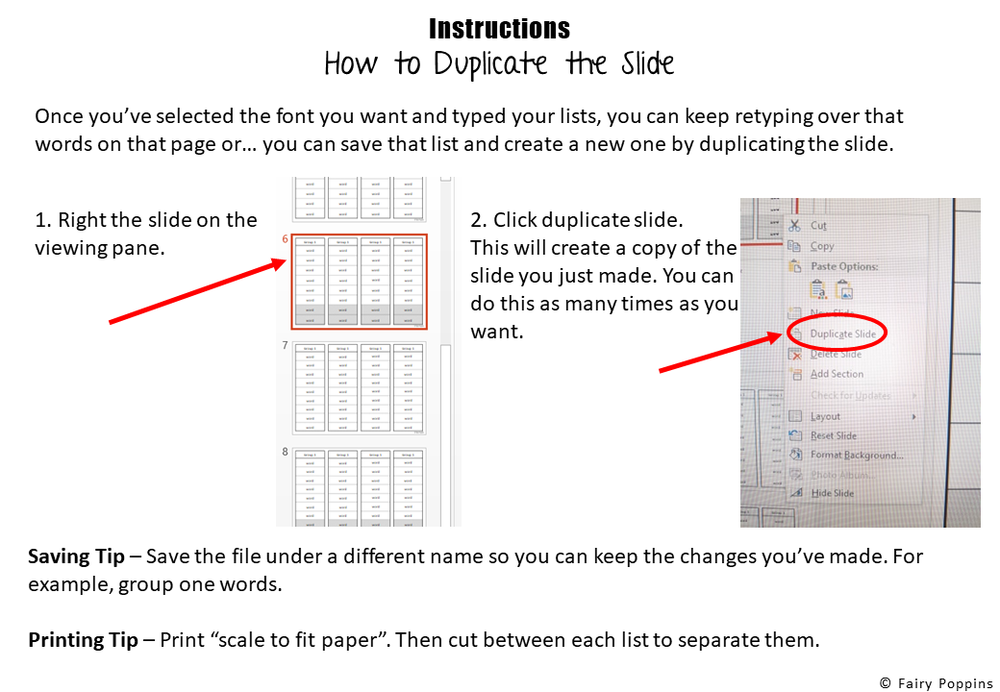 Instructions
How to Duplicate the Slide
Once you’ve selected the font you want and typed your lists, you can keep retyping over that
words on that page or... you can save that list and create a new one by duplicating the slide.
1. Right the slide on the
viewing pane.
6
7
8
2. Click duplicate slide.
This will create a copy of the
slide you just made. You can
do this as many times as you
want.
Cut
Copy
Paste Options:
New Slide
Duplicate Slide
Delete Slide
Add Section
Check for Updates
Layout
Reset Slide
Format Background...
Photo Album...
Hide Slide
Saving Tip – Save the file under a different name so you can keep the changes you’ve made. For
example, group one words.
Printing Tip – Print “scale to fit paper”. Then cut between each list to separate them.
© Fairy Poppins